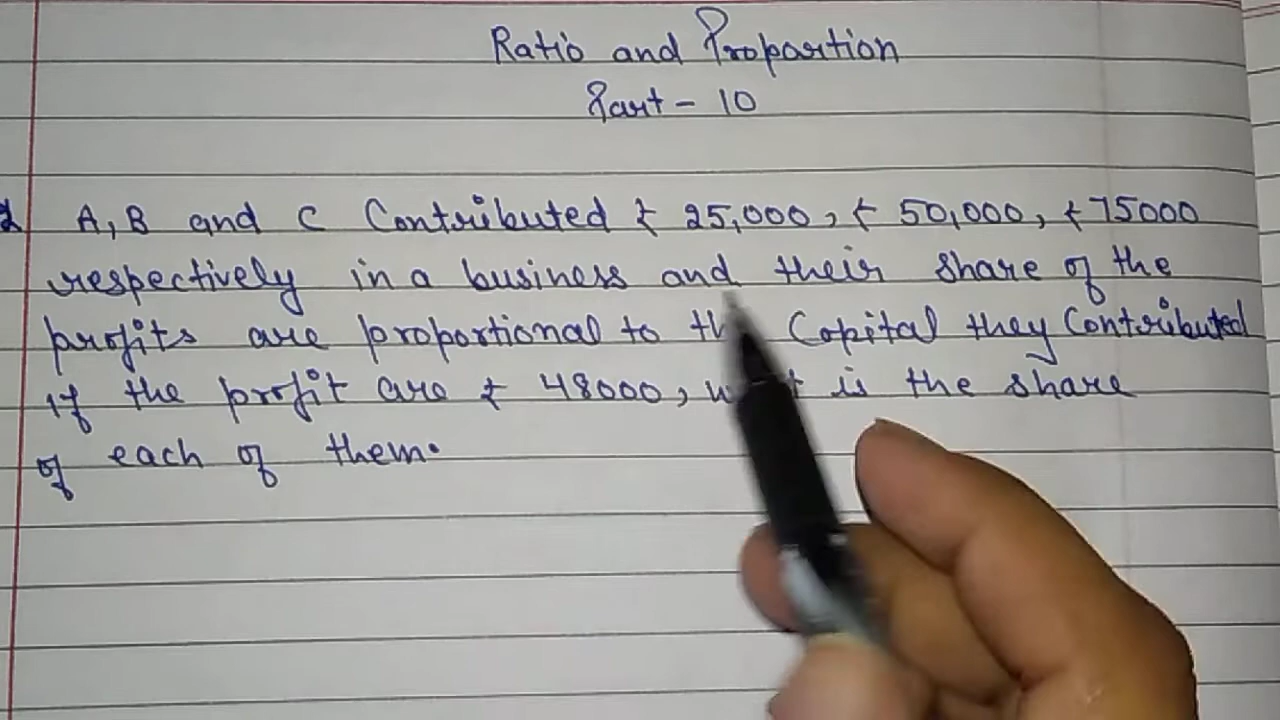 Ratio and Proportion
Part - 10
A, B and C Contributed ₹ 25,000, ₹ 50,000, ₹ 75000
respectively in a business and their share of the
profits are proportional to the Capital they Contributed
if the profit are ₹ 48000, is the share
of each of them.